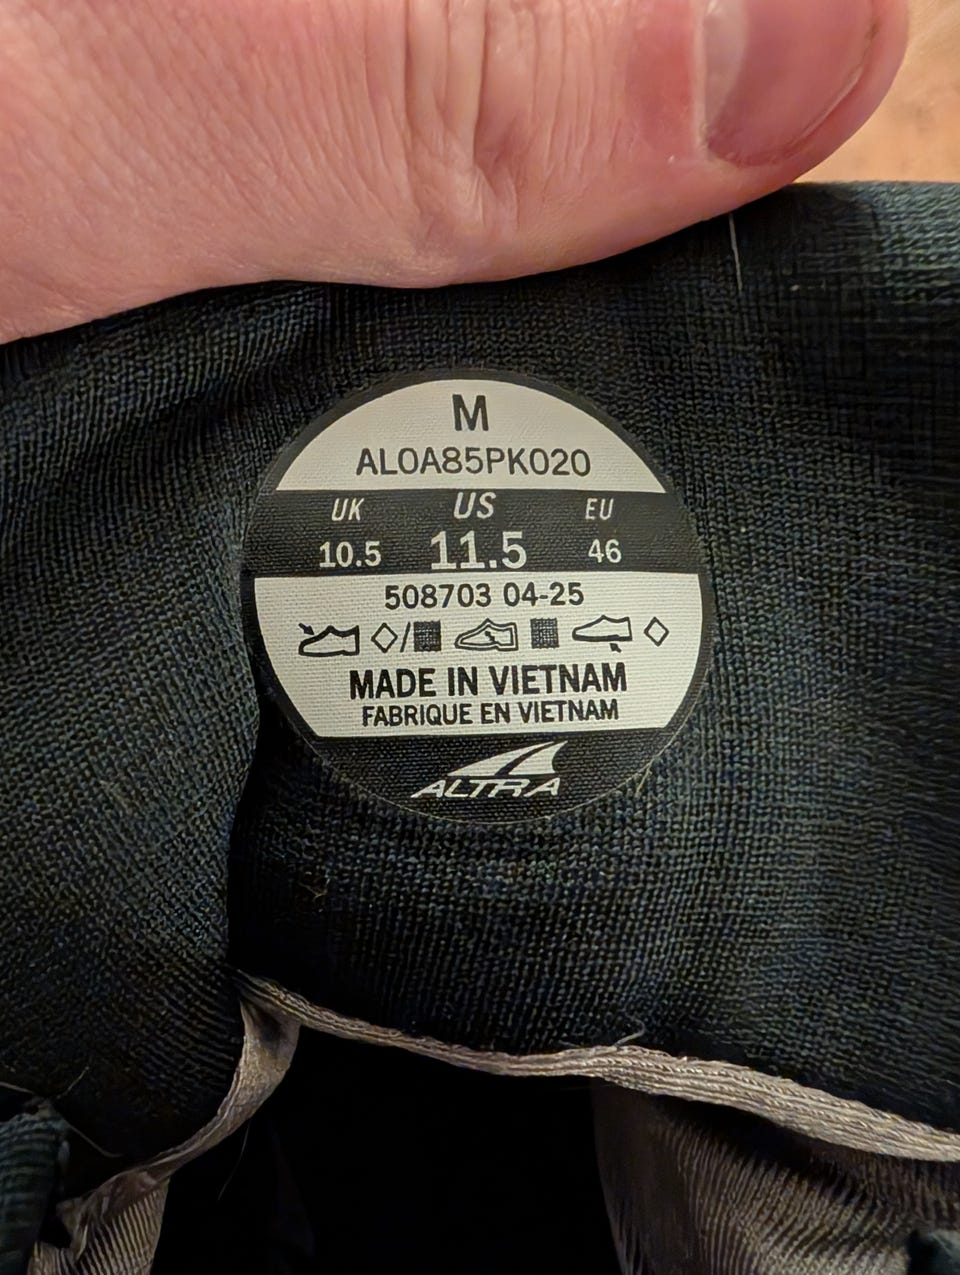 M
AL0A85PK020
UK US EU
10.5 11.5 46
508703 04-25
/
MADE IN VIETNAM
FABRIQUE EN VIETNAM
ALTRA